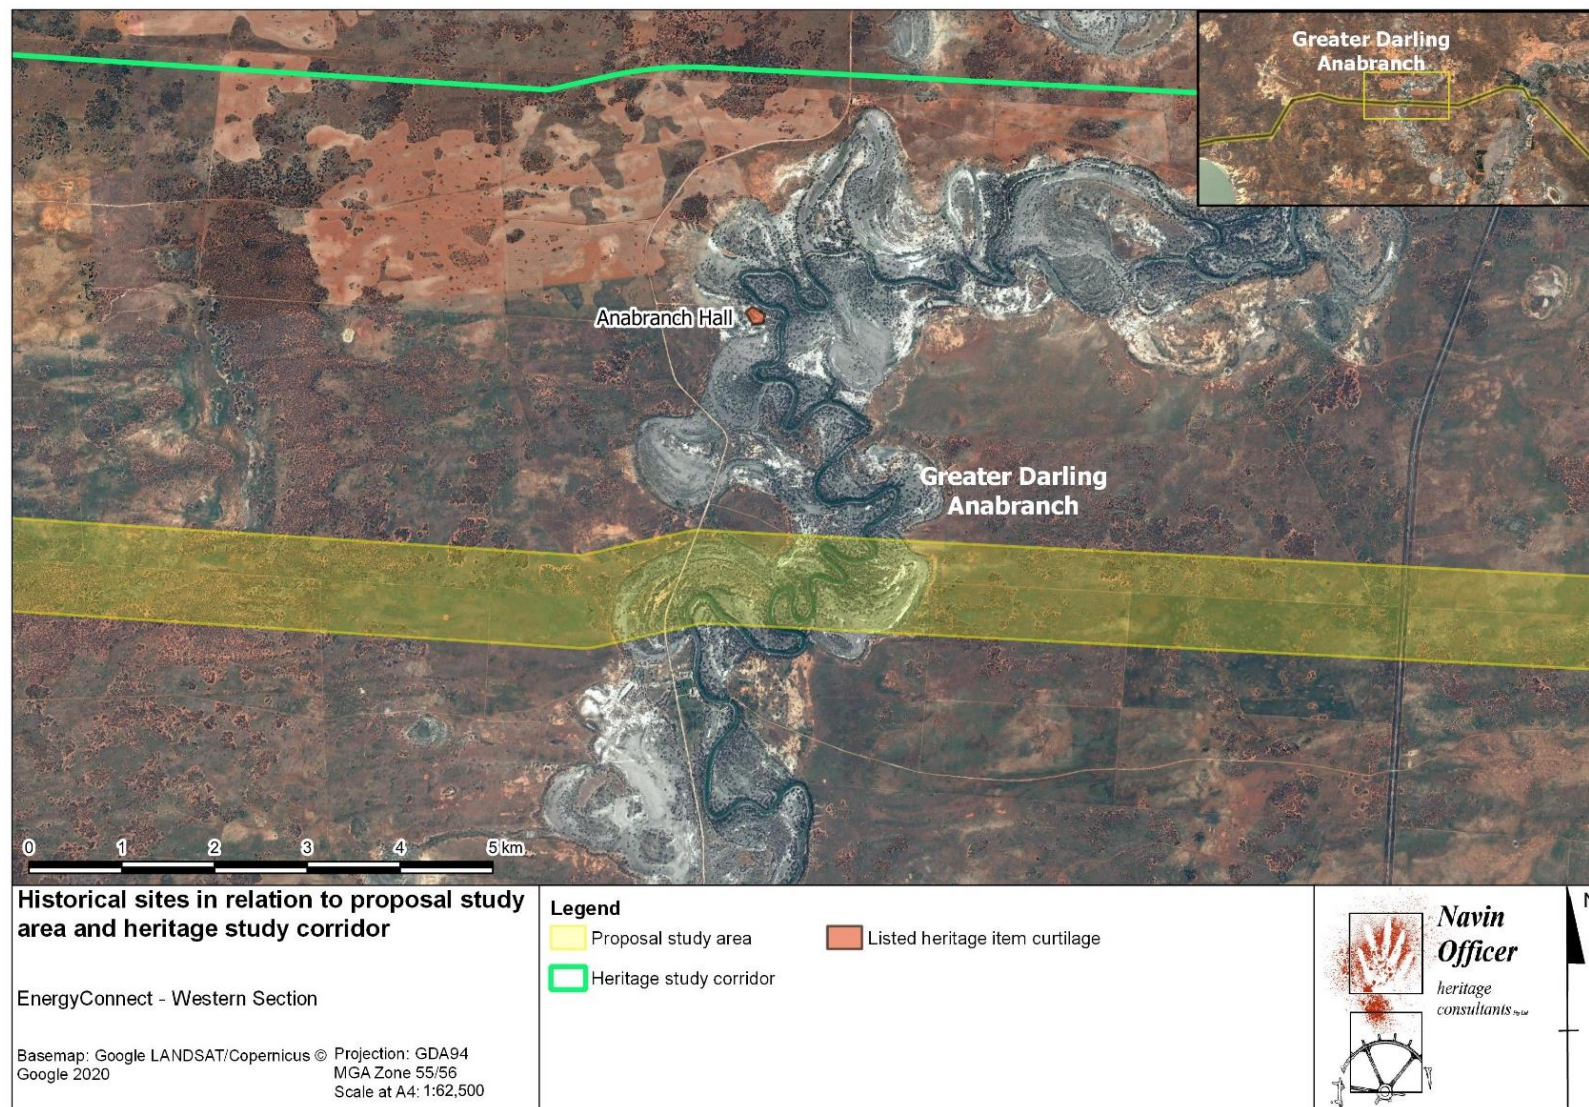 Greater Darling
Anabranch
Anabranch Hall
Greater Darling
Anabranch
0 1 2 3 4 5 km
Historical sites in relation to proposal study
area and heritage study corridor
EnergyConnect - Western Section
Basemap: Google LANDSAT/Copernicus ©
Google 2020
Projection: GDA94
MGA Zone 55/56
Scale at A4: 1:62,500
Legend
Proposal study area
Listed heritage item curtilage
Heritage study corridor
Navin
Officer
heritage
consultants Pty Ltd
N